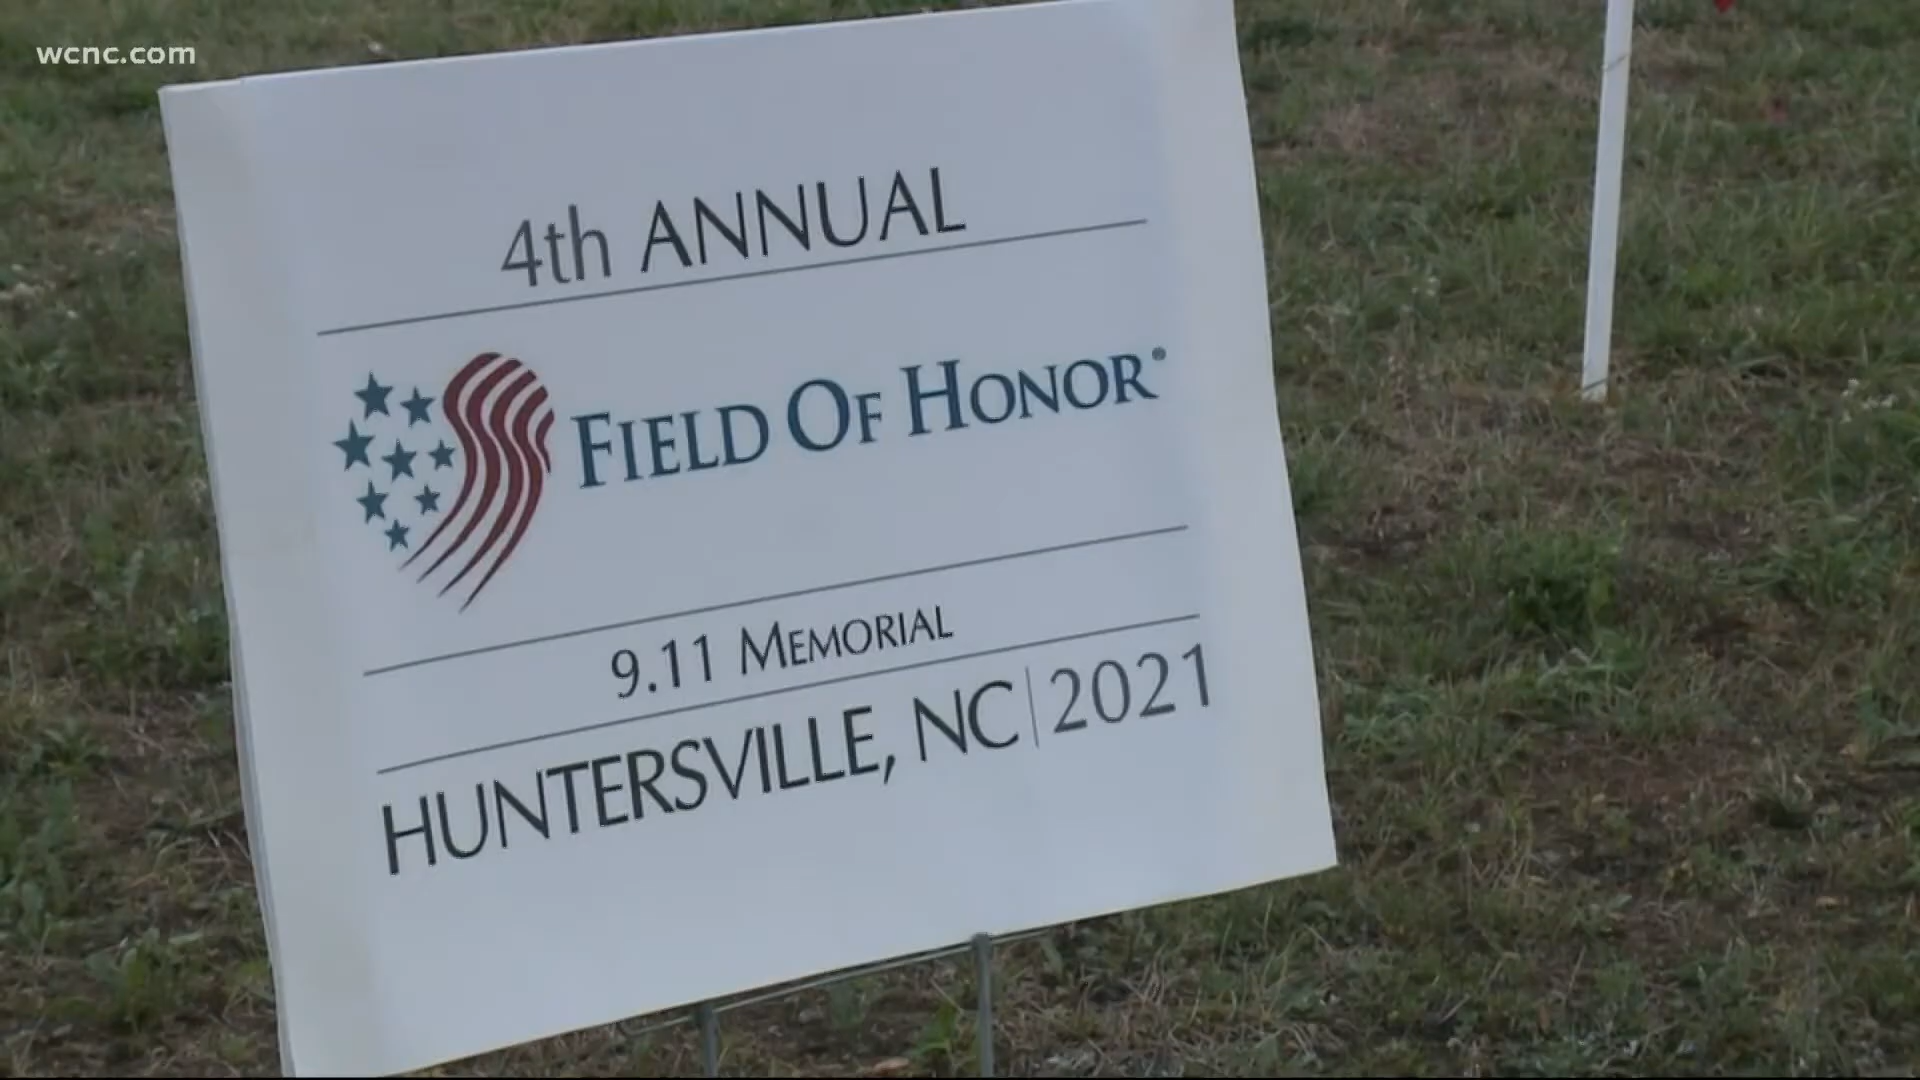 wcnc.com
4th ANNUAL
FIELD OF HONOR®
9.11 MEMORIAL
HUNTERSVILLE, NC | 2021